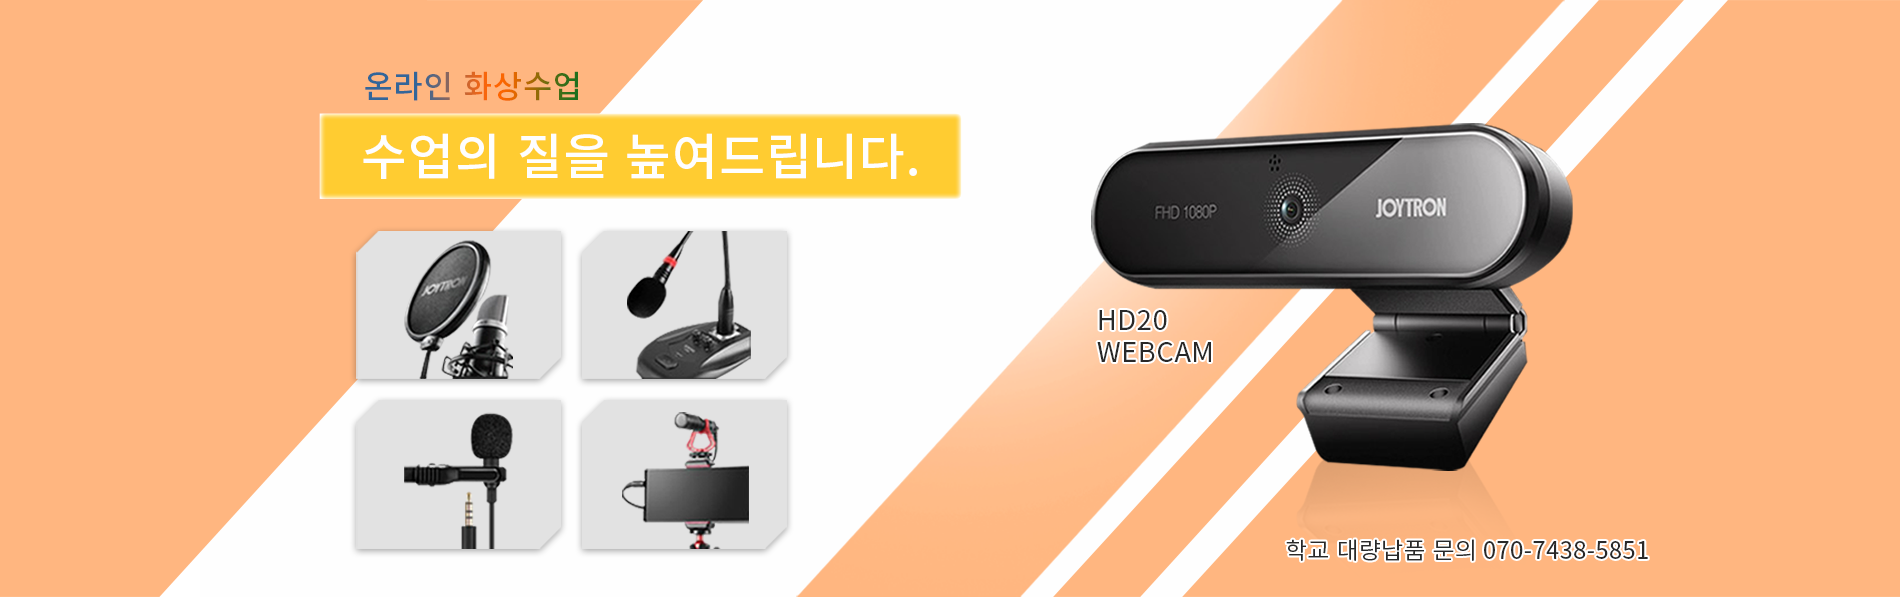 온라인 화상수업
수업의 질을 높여드립니다.
JOYTRON
FHD 1080P
JOYTRON
HD20
WEBCAM
학교 대량납품 문의 070-7438-5851